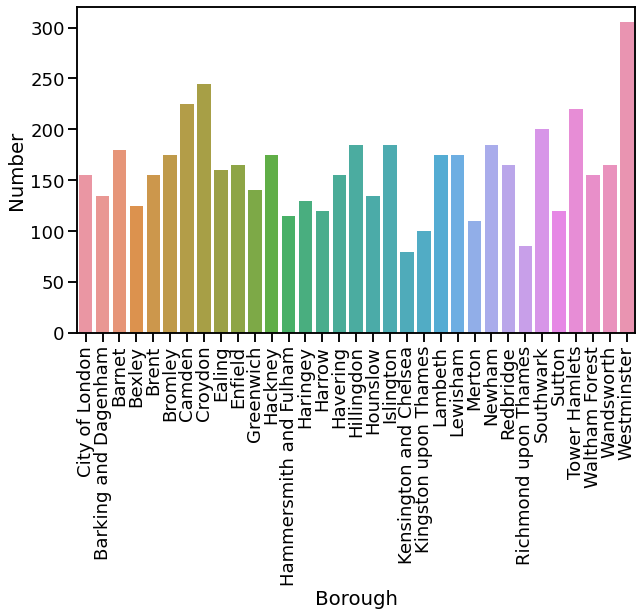 300
250
200
150
100
50
0
Number
City of London
Barking and Dagenham
Barnet
Bexley
Brent
Bromley
Camden
Croydon
Ealing
Enfield
Greenwich
Hackney
Hammersmith and Fulham
Haringey
Harrow
Havering
Hillingdon
Hounslow
Islington
Kensington and Chelsea
Kingston upon Thames
Lambeth
Lewisham
Merton
Newham
Redbridge
Richmond upon Thames
Southwark
Sutton
Tower Hamlets
Waltham Forest
Wandsworth
Westminster
Borough